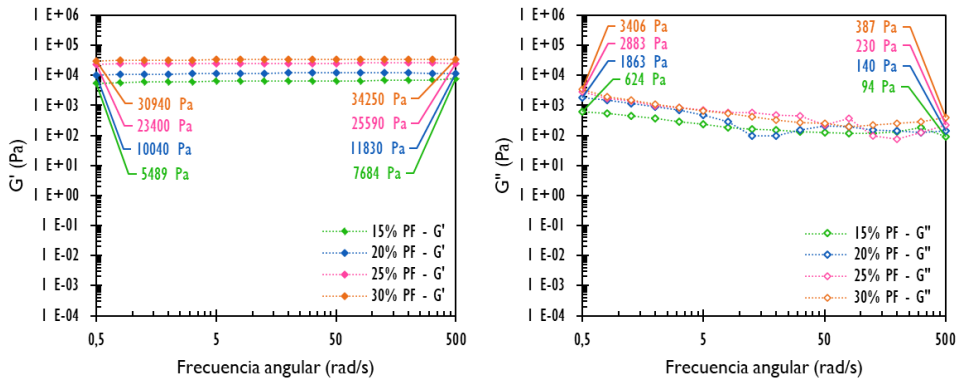 1 E+06
1 E+05
1 E+04
1 E+03
1 E+02
1 E+01
1 E+00
1 E-01
1 E-02
1 E-03
1 E-04
G' (Pa)
30940 Pa
23400 Pa
10040 Pa
5489 Pa
34250 Pa
25590 Pa
11830 Pa
7684 Pa
15% PF - G'
20% PF - G'
25% PF - G'
30% PF - G'
0,5
5
50
500
Frecuencia angular (rad/s)
1 E+06
1 E+05
1 E+04
1 E+03
1 E+02
1 E+01
1 E+00
1 E-01
1 E-02
1 E-03
1 E-04
G" (Pa)
3406 Pa
2883 Pa
1863 Pa
624 Pa
387 Pa
230 Pa
140 Pa
94 Pa
15% PF - G"
20% PF - G"
25% PF - G"
30% PF - G"
0,5
5
50
500
Frecuencia angular (rad/s)